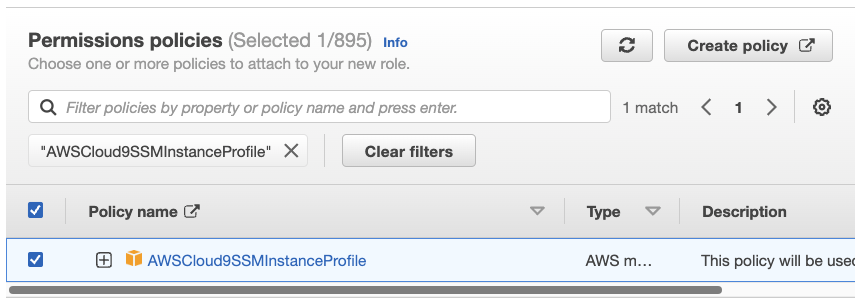 Permissions policies (Selected 1/895) Info
Create policy
Choose one or more policies to attach to your new role.
Filter policies by property or policy name and press enter.
1 match
1
"AWSCloud9SSMInstanceProfile"
Clear filters
Policy name
Type
Description
AWSCloud9SSMInstanceProfile
AWS m...
This policy will be used